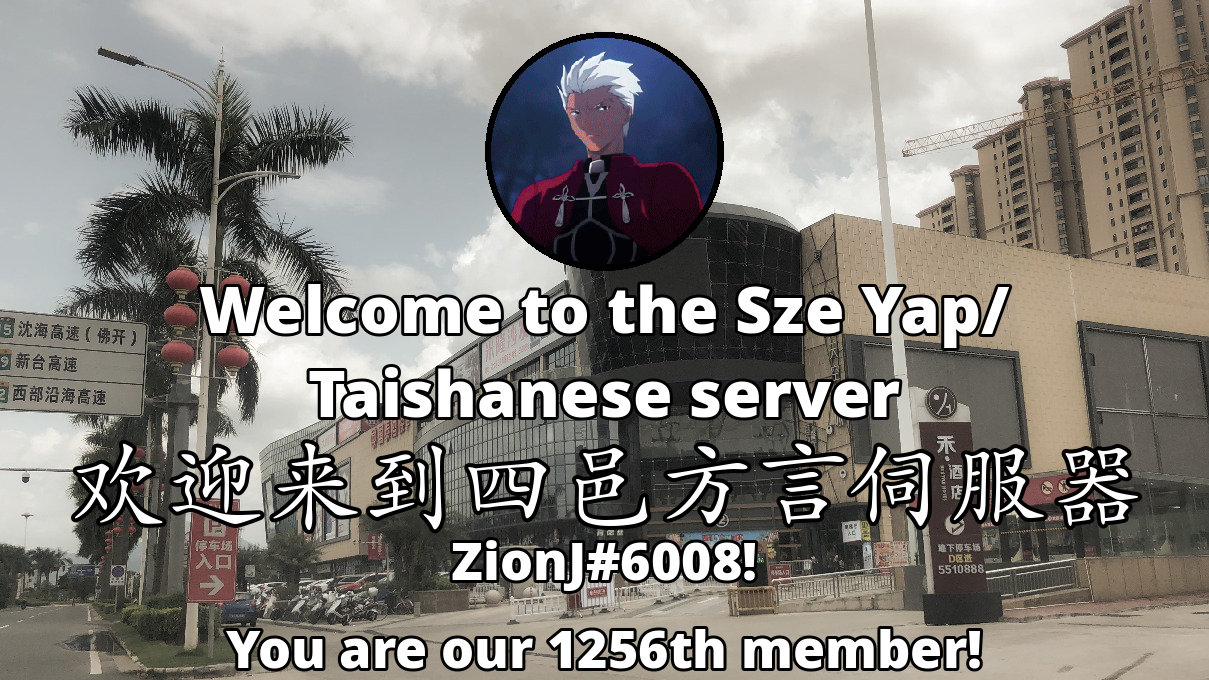 Welcome to the Sze Yap/
Taishanese server
欢迎来到四邑方言伺服器
ZionJ#6008!
You are our 1256th member!
沈海高速（佛开）
新台高速
西部沿海高速
停车场
入口
禾
酒店
地下停车场
D区进
5510888